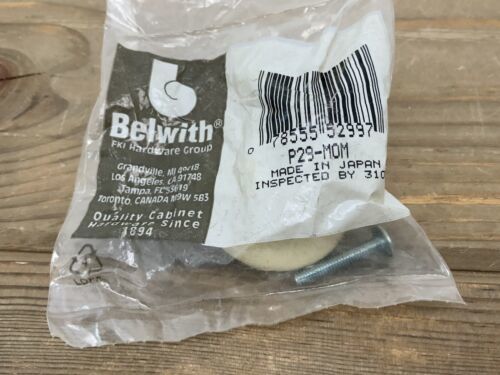 Belwith®
FKI Hardware Group
Grandville, MI 49418
Los Angeles, CA 91748
Tampa, FL 33619
Toronto, CANADA M9W 5B3
Quality Cabinet
Hardware Since
1894
0 78555 52997
P29-MOM
MADE IN JAPAN
INSPECTED BY 310